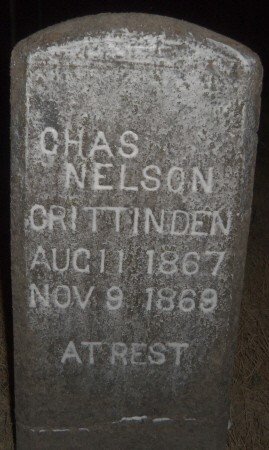 CHAS
NELSON
CRITTINDEN
AUG 11 1867
NOV 9 1869
AT REST